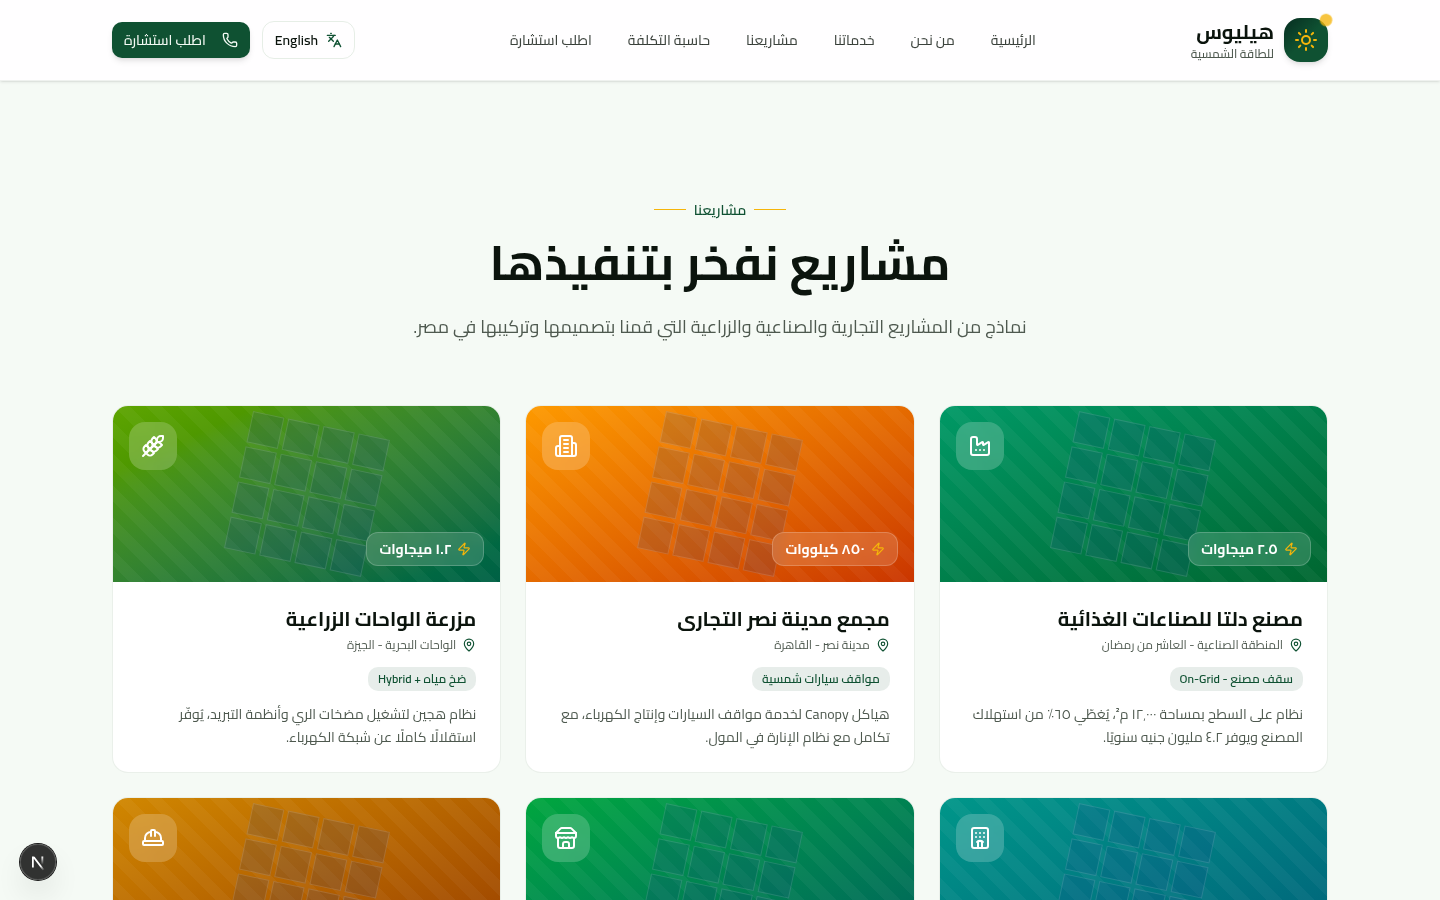 هيليوس
للطاقة الشمسية
الرئيسية
من نحن
خدماتنا
مشاريعنا
حاسبة التكلفة
اطلب استشارة
English
اطلب استشارة
مشاريعنا
مشاريع نفخر بتنفيذها
نماذج من المشاريع التجارية والصناعية والزراعية التي قمنا بتصميمها وتركيبها في مصر.
٢.٥ ميجاوات
مصنع دلتا للصناعات الغذائية
المنطقة الصناعية - العاشر من رمضان
سقف مصنع - On-Grid
نظام على السطح بمساحة ١٢,٠٠٠ م²، يُغطّي ٦٥٪ من استهلاك
المصنع ويوفر ٤.٢ مليون جنيه سنويًا.
٨٥٠ كيلووات
مجمع مدينة نصر التجارى
مدينة نصر - القاهرة
مواقف سيارات شمسية
هياكل Canopy لخدمة مواقف السيارات وإنتاج الكهرباء، مع
تكامل مع نظام الإنارة في المول.
١.٢ ميجاوات
مزرعة الواحات الزراعية
الواحات البحرية - الجيزة
ضخ مياه + Hybrid
نظام هجين لتشغيل مضخات الري وأنظمة التبريد، يُوفّر
استقلالًا كاملًا عن شبكة الكهرباء.
N